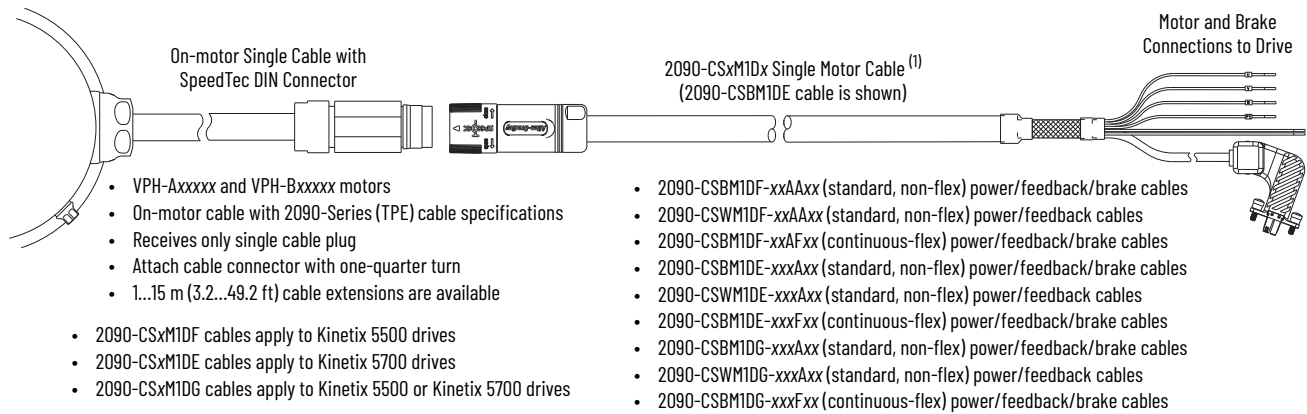 On-motor Single Cable with
SpeedTec DIN Connector
2090-CSxM1Dx Single Motor Cable (1)
(2090-CSBM1DE cable is shown)
Motor and Brake
Connections to Drive
• VPH-Axxxxx and VPH-Bxxxxx motors
• On-motor cable with 2090-Series (TPE) cable specifications
• Receives only single cable plug
• Attach cable connector with one-quarter turn
• 1...15 m (3.2...49.2 ft) cable extensions are available
• 2090-CSxM1DF cables apply to Kinetix 5500 drives
• 2090-CSxM1DE cables apply to Kinetix 5700 drives
• 2090-CSxM1DG cables apply to Kinetix 5500 or Kinetix 5700 drives
• 2090-CSBM1DF-xxAAxx (standard, non-flex) power/feedback/brake cables
• 2090-CSWM1DF-xxAAxx (standard, non-flex) power/feedback cables
• 2090-CSBM1DF-xxAFxx (continuous-flex) power/feedback/brake cables
• 2090-CSBM1DE-xxxAxx (standard, non-flex) power/feedback/brake cables
• 2090-CSWM1DE-xxxAxx (standard, non-flex) power/feedback cables
• 2090-CSBM1DE-xxxFxx (continuous-flex) power/feedback/brake cables
• 2090-CSBM1DG-xxxAxx (standard, non-flex) power/feedback/brake cables
• 2090-CSWM1DG-xxxAxx (standard, non-flex) power/feedback cables
• 2090-CSBM1DG-xxxFxx (continuous-flex) power/feedback/brake cables